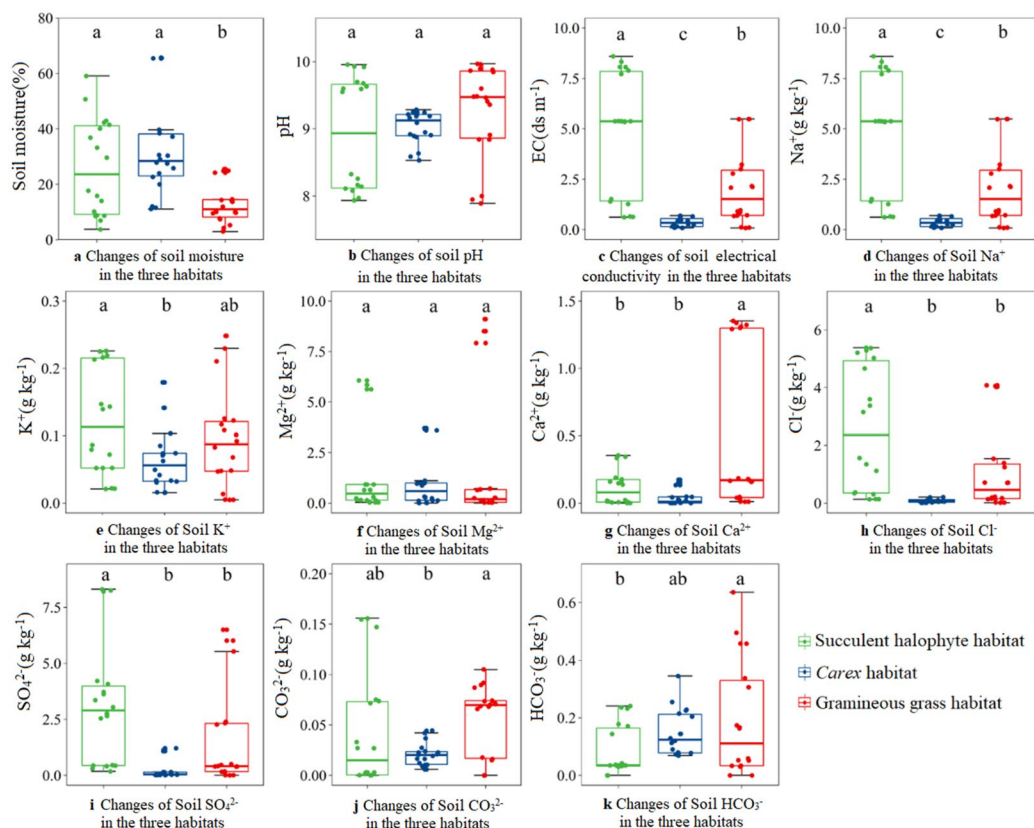 a a b
Soil moisture(%)
80
60
40
20
0
a Changes of soil moisture
in the three habitats
a a a
pH
10
9
8
b Changes of soil pH
in the three habitats
a c b
EC(ds m⁻¹)
10.0
7.5
5.0
2.5
0.0
c Changes of soil electrical
conductivity in the three habitats
a c b
Na⁺(g kg⁻¹)
10.0
7.5
5.0
2.5
0.0
d Changes of Soil Na⁺
in the three habitats
a b ab
K⁺(g kg⁻¹)
0.3
0.2
0.1
0.0
e Changes of Soil K⁺
in the three habitats
a a a
Mg²⁺(g kg⁻¹)
10.0
7.5
5.0
2.5
0.0
f Changes of Soil Mg²⁺
in the three habitats
b b a
Ca²⁺(g kg⁻¹)
1.5
1.0
0.5
0.0
g Changes of Soil Ca²⁺
in the three habitats
a b b
Cl⁻(g kg⁻¹)
6
4
2
0
h Changes of Soil Cl⁻
in the three habitats
a b b
SO₄²⁻(g kg⁻¹)
7.5
5.0
2.5
0.0
i Changes of Soil SO₄²⁻
in the three habitats
ab b a
CO₃²⁻(g kg⁻¹)
0.20
0.15
0.10
0.05
0.00
j Changes of Soil CO₃²⁻
in the three habitats
b ab a
HCO₃⁻(g kg⁻¹)
0.6
0.4
0.2
0.0
k Changes of Soil HCO₃⁻
in the three habitats
Succulent halophyte habitat
Carex habitat
Gramineous grass habitat